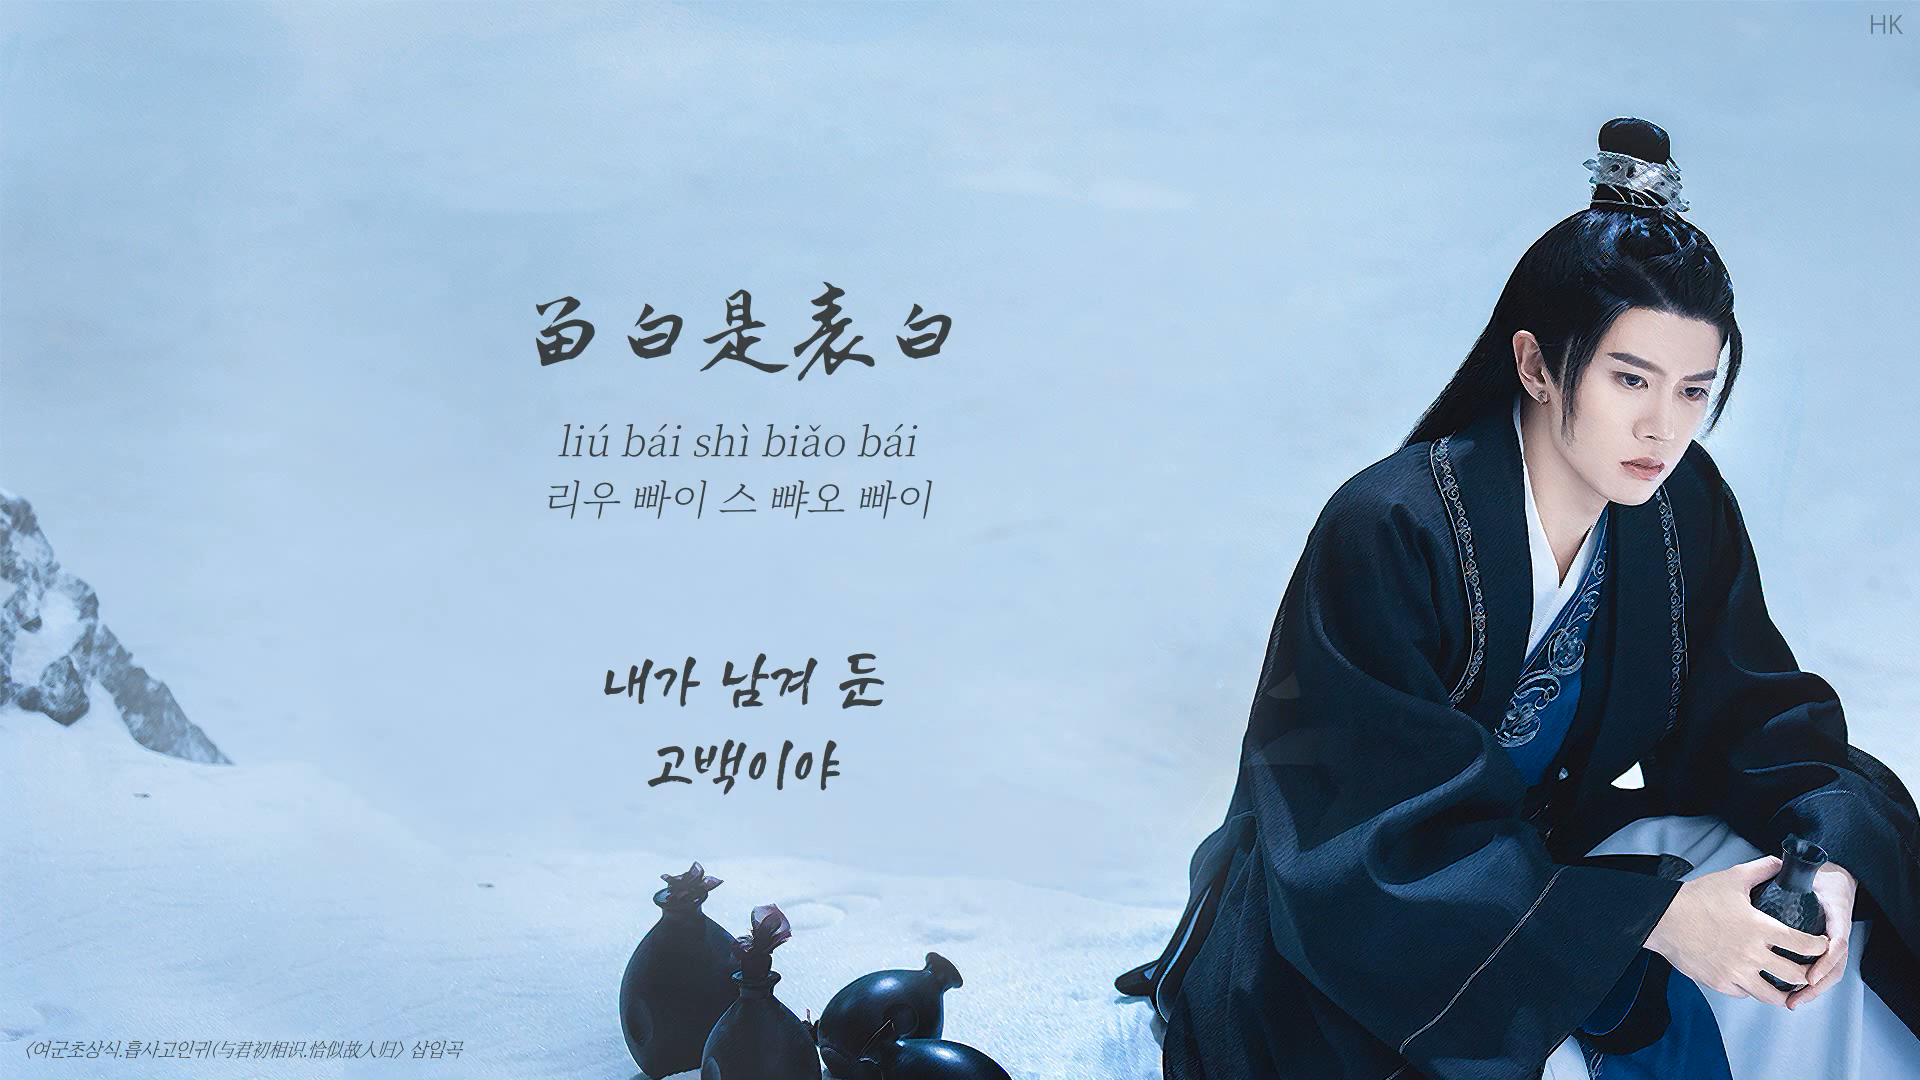 HK
留白是表白
liú bái shì biǎo bái
리우 빠이 스 뺘오 빠이
내가 남겨 둔
고백이야
〈여군초상식.흡사고인귀(与君初相识.恰似故人归〉 삽입곡